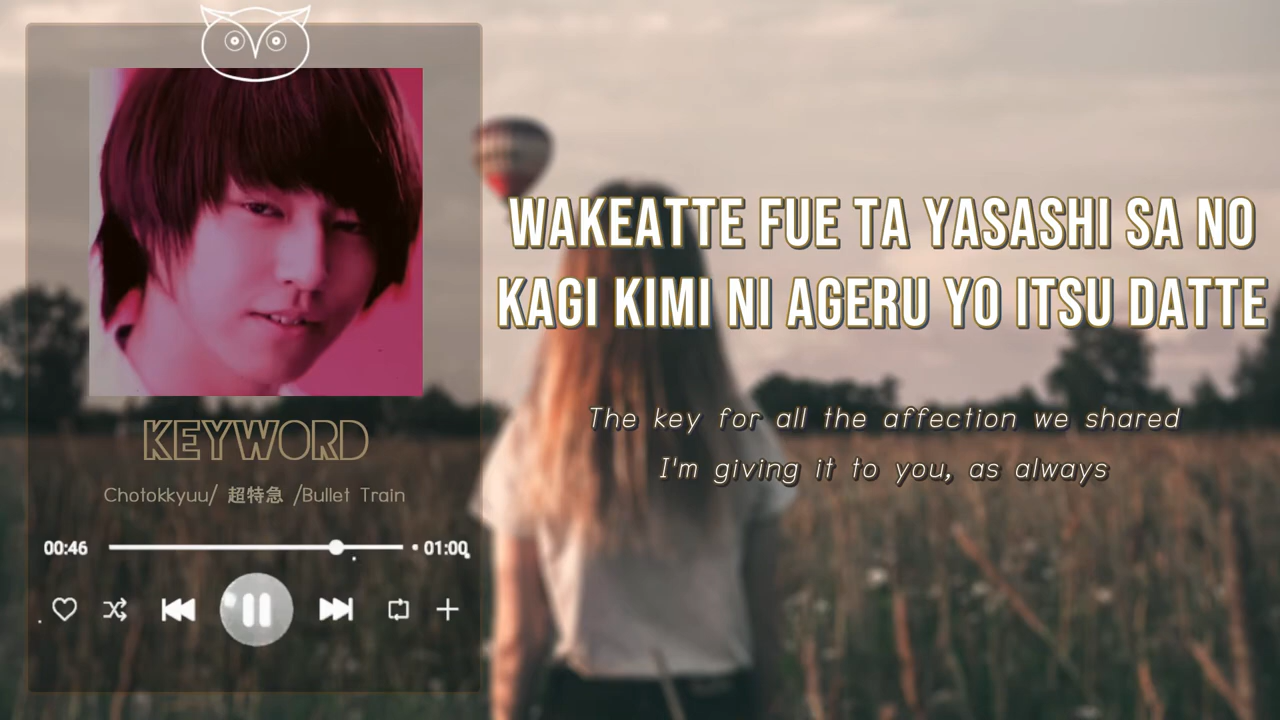 KEYWORD
Chotokkyuu/ 超特急 /Bullet Train
00:46
01:00
WAKEATTE FUE TA YASASHI SA NO
KAGI KIMI NI AGERU YO ITSU DATTE
The key for all the affection we shared
I'm giving it to you, as always